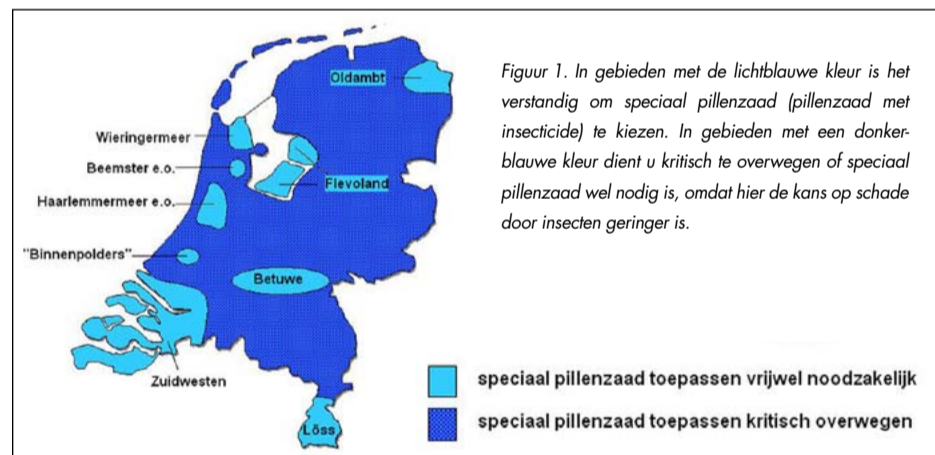 Oldambt
Wieringermeer
Beemster e.o.
Flevoland
Haarlemmermeer e.o.
"Binnenpolders"
Betuwe
Zuidwesten
Löss
Figuur 1. In gebieden met de lichtblauwe kleur is het
verstandig om speciaal pillenzaad (pillenzaad met
insecticide) te kiezen. In gebieden met een donker-
blauwe kleur dient u kritisch te overwegen of speciaal
pillenzaad wel nodig is, omdat hier de kans op schade
door insecten geringer is.
speciaal pillenzaad toepassen vrijwel noodzakelijk
speciaal pillenzaad toepassen kritisch overwegen